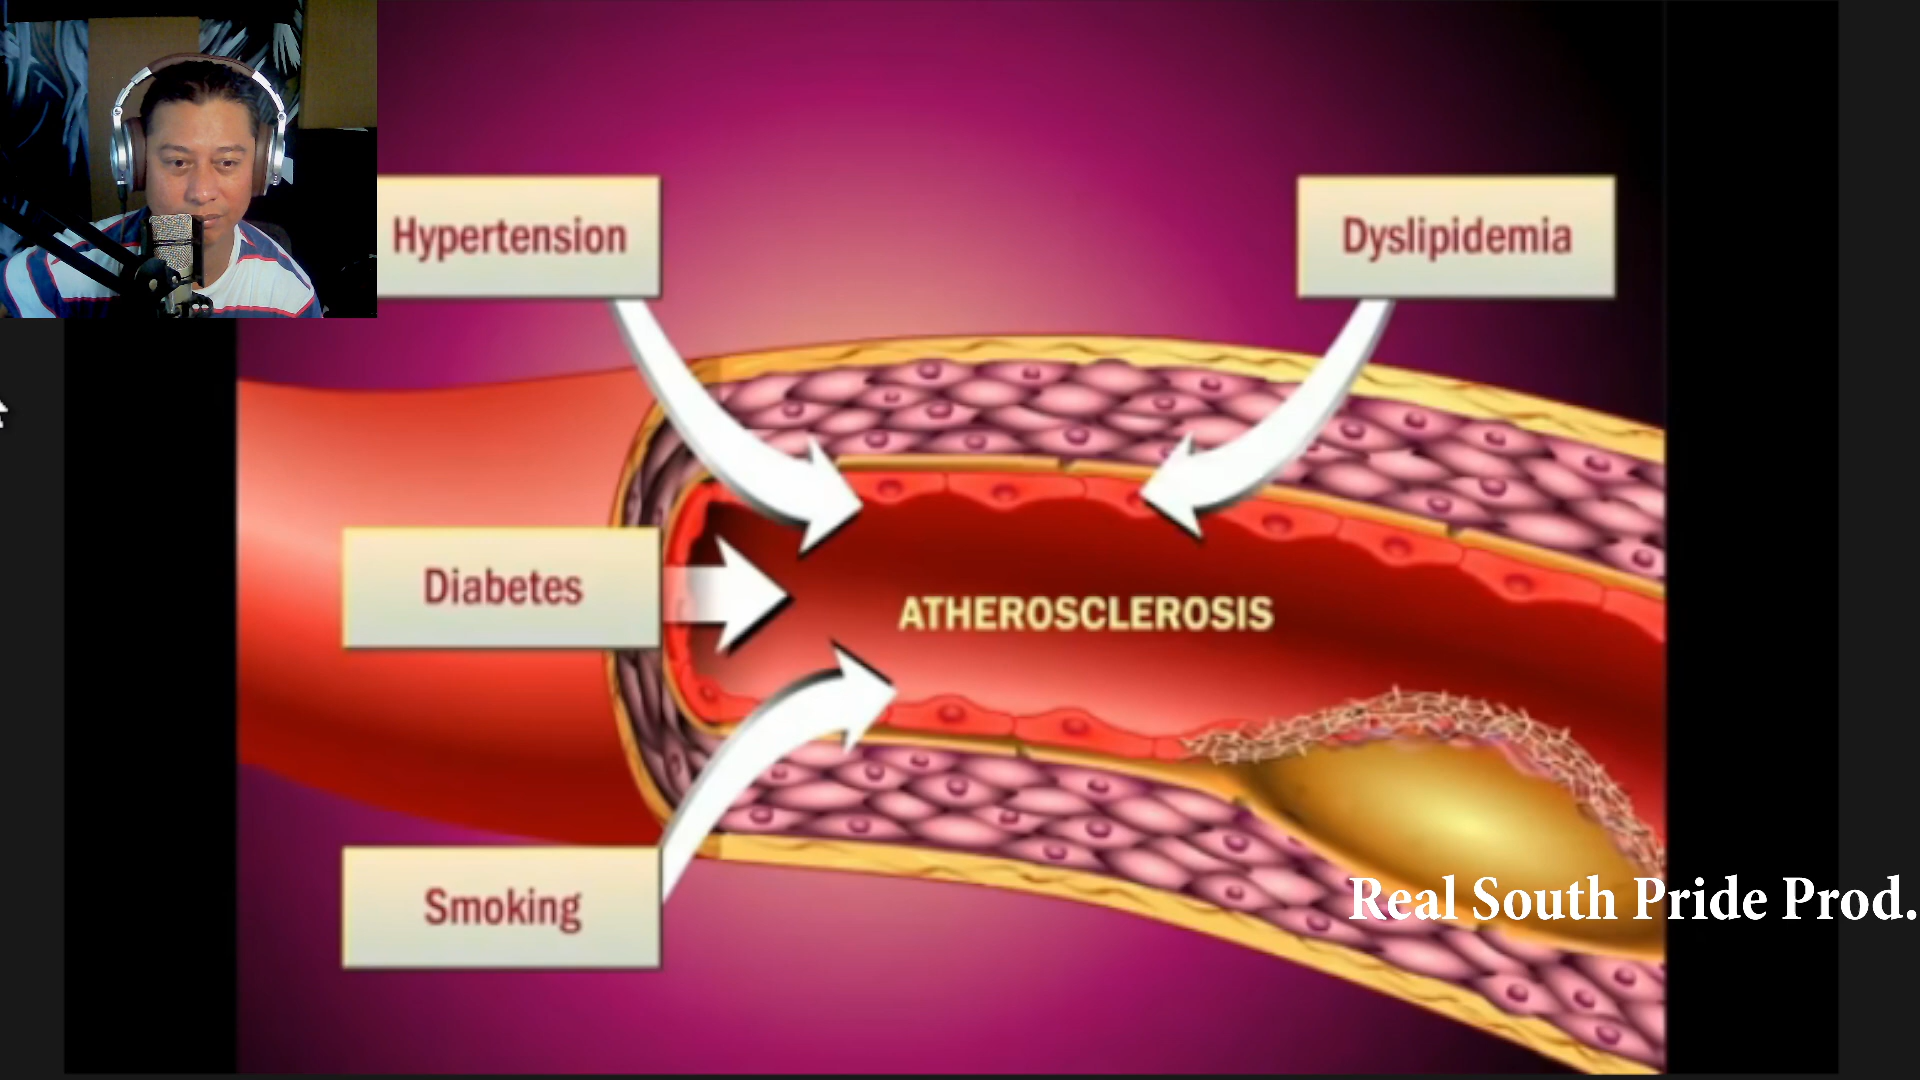 Hypertension
Dyslipidemia
Diabetes
ATHEROSCLEROSIS
Smoking
Real South Pride Prod.